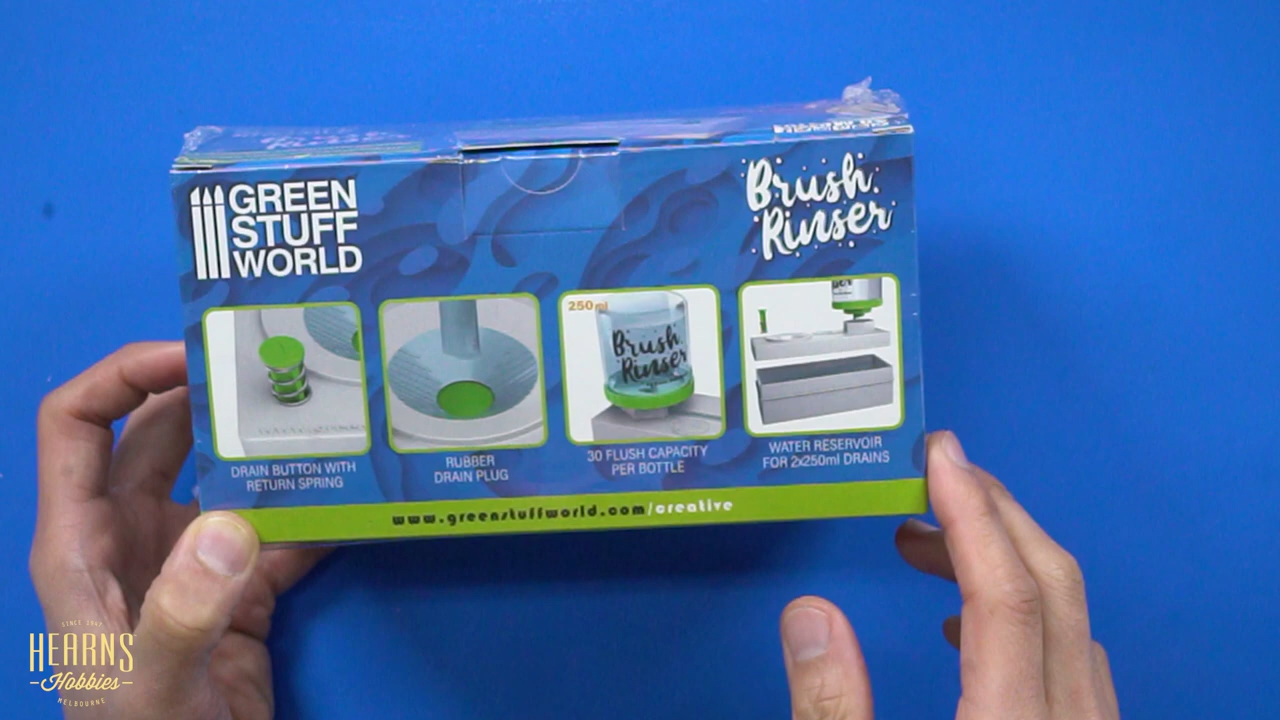 GREEN
STUFF
WORLD
Brush
Rinser
250ml
Brush
Rinser
DRAIN BUTTON WITH
RETURN SPRING
RUBBER
DRAIN PLUG
30 FLUSH CAPACITY
PER BOTTLE
WATER RESERVOIR
FOR 2x250ml DRAINS
www.greenstuffworld.com/creative
HEARNS
Hobbies
MELBOURNE